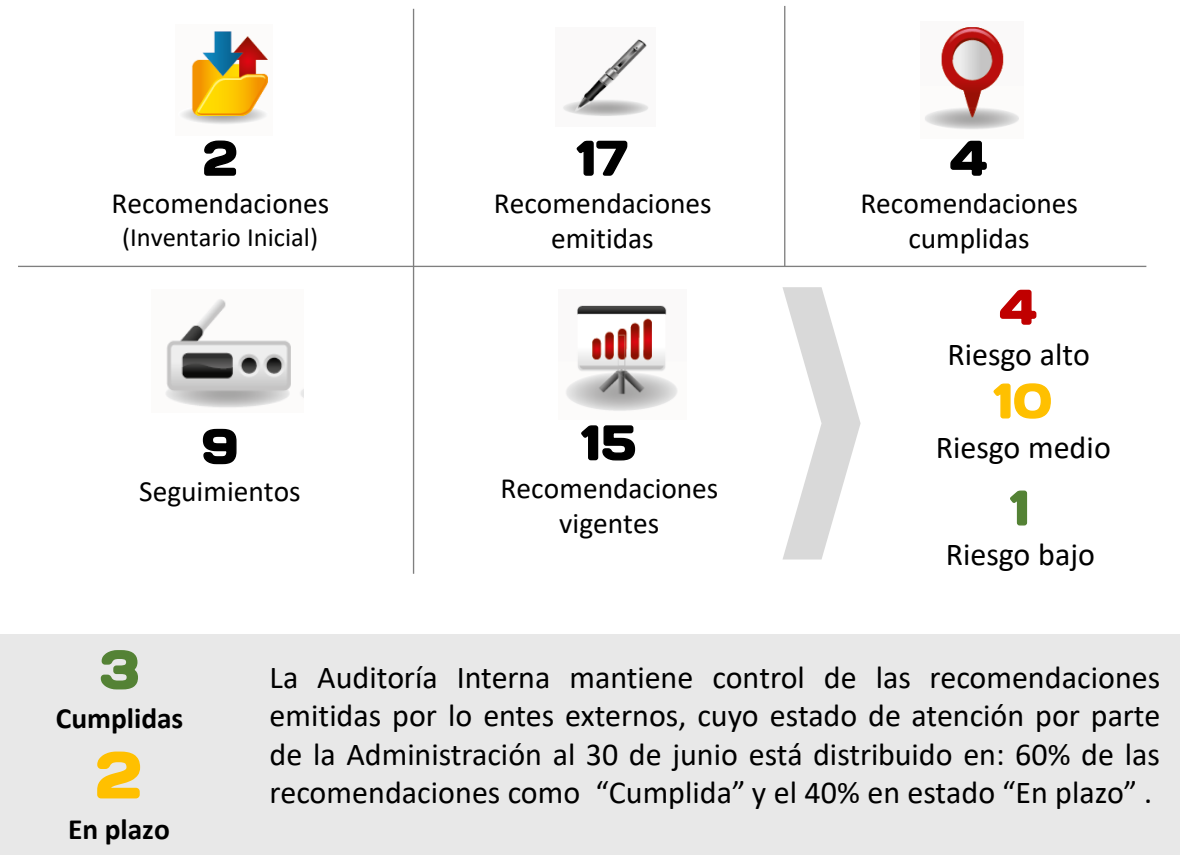 2
Recomendaciones
(Inventario Inicial)
17
Recomendaciones
emitidas
4
Recomendaciones
cumplidas
9
Seguimientos
15
Recomendaciones
vigentes
4
Riesgo alto
10
Riesgo medio
1
Riesgo bajo
3
Cumplidas
2
En plazo
La Auditoría Interna mantiene control de las recomendaciones
emitidas por lo entes externos, cuyo estado de atención por parte
de la Administración al 30 de junio está distribuido en: 60% de las
recomendaciones como “Cumplida” y el 40% en estado “En plazo” .